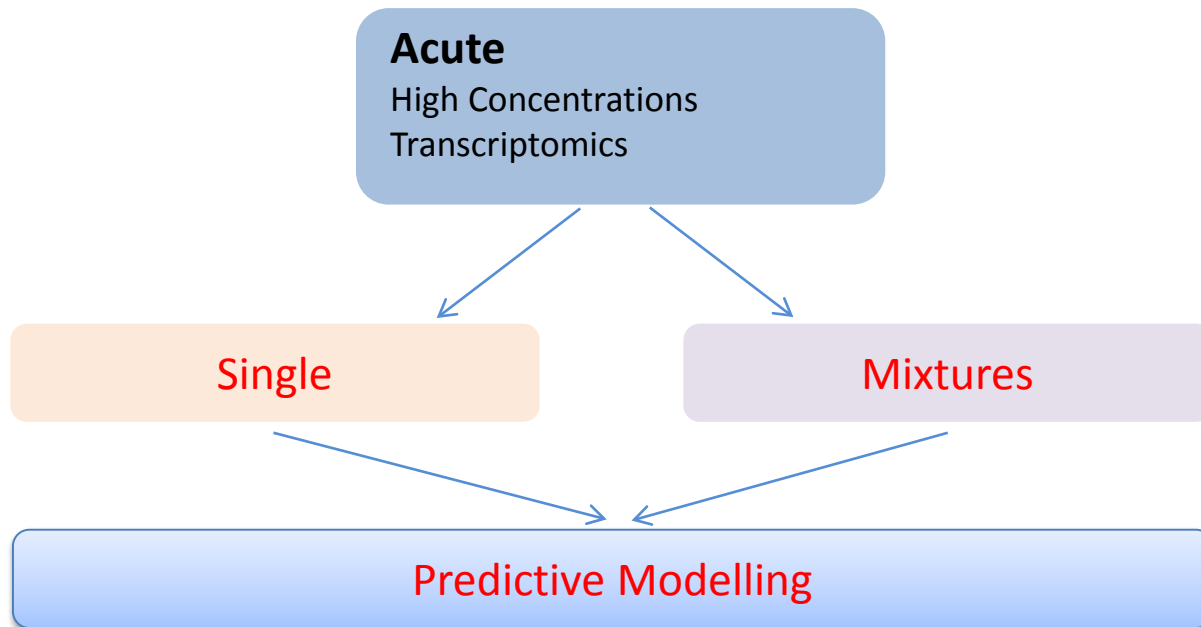 Acute
High Concentrations
Transcriptomics
Single
Mixtures
Predictive Modelling